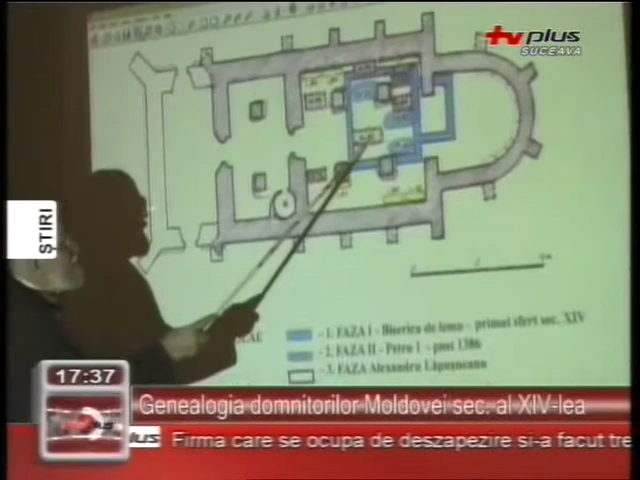 tv plus
SUCEAVA
ȘTIRI
- 1. FAZA I - Biserica de lemn - primul sfert sec. XIV
- 2. FAZA II - Petru I - post 1386
- 3. FAZA Alexandru Lăpușneanu
17:37
Genealogia domnitorilor Moldovei sec. al XIV-lea
plus Firma care se ocupa de deszapezire si-a facut tre